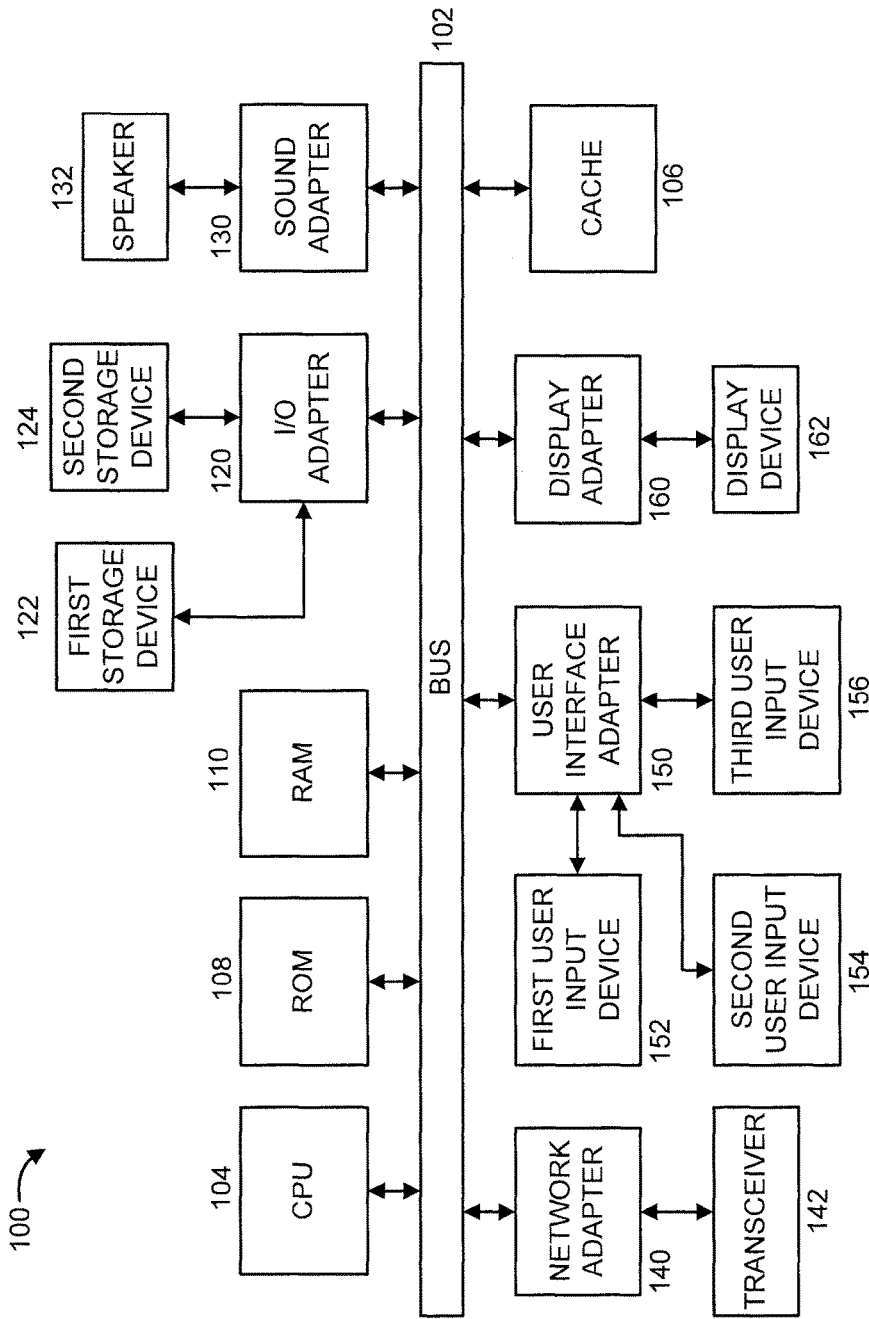 100
104
CPU
108
ROM
110
RAM
122
FIRST
STORAGE
DEVICE
124
SECOND
STORAGE
DEVICE
120
I/O
ADAPTER
132
SPEAKER
130
SOUND
ADAPTER
BUS
102
NETWORK
ADAPTER
140
TRANSCEIVER
142
FIRST USER
INPUT
DEVICE
152
SECOND
USER INPUT
DEVICE
154
USER
INTERFACE
ADAPTER
150
THIRD USER
INPUT
DEVICE
156
DISPLAY
ADAPTER
160
DISPLAY
DEVICE
162
CACHE
106